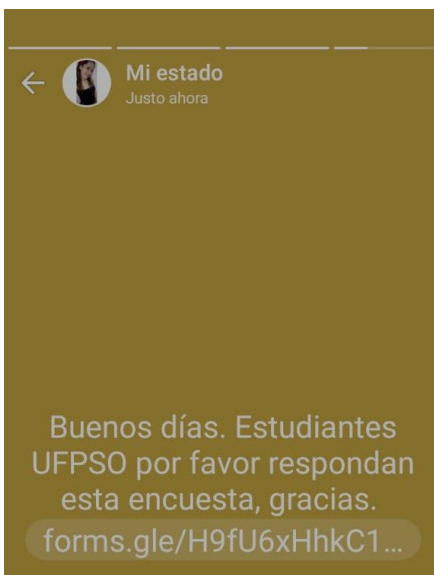 Mi estado
Justo ahora
Buenos días. Estudiantes
UFPSO por favor respondan
esta encuesta, gracias.
forms.gle/H9fU6xHhkC1...